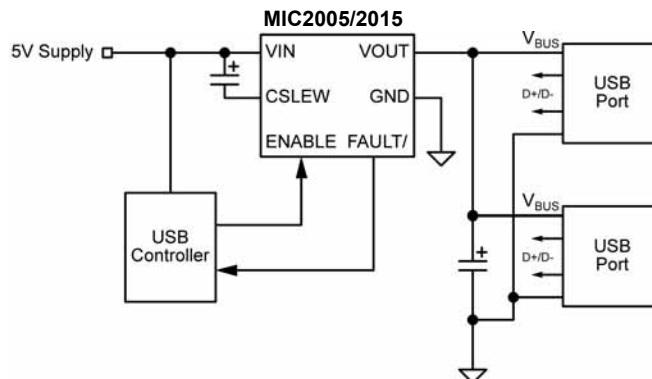 MIC2005/2015
5V Supply
VIN VOUT
CSLEW GND
ENABLE FAULT/
USB
Controller
+
VBUS
D+/D-
USB
Port
VBUS
D+/D-
USB
Port
+